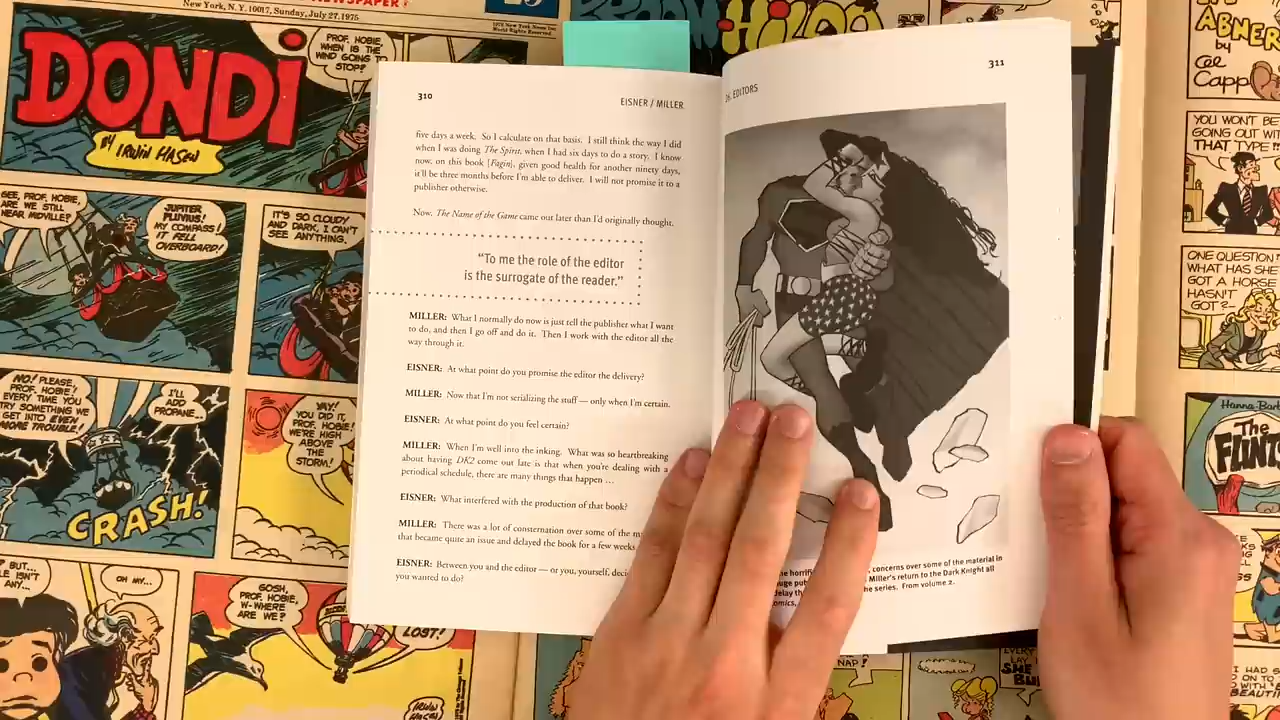 NEWSPAPER!
New York, N.Y. 10017, Sunday, July 27, 1975
DONDI
BY IRWIN HASEN
PROF. HOBIE,
WHEN IS THE
WIND GOING TO
STOP?
GEE, PROF. HOBIE,
ARE WE STILL
NEAR MIDVILLE?
JUPITER
PLUVIUS!
MY COMPASS!
IT FELL
OVERBOARD!
IT'S SO CLOUDY
AND DARK, I CAN'T
SEE ANYTHING.
NO! PLEASE,
PROF. HOBIE!
EVERY TIME YOU
TRY SOMETHING WE
GET INTO EVEN
MORE TROUBLE!
I'LL
ADD
PROPANE..
CRASH!
YAY!
YOU DID IT,
PROF. HOBIE!
WE'RE HIGH
ABOVE
THE
STORM!
BUT...
ISN'T
ANY...
OH MY...
GOSH,
PROF. HOBIE,
W-WHERE
ARE WE?
LOST!
IRWIN
HASEN
310
EISNER / MILLER
five days a week. So I calculate on that basis. I still think the way I did
when I was doing The Spirit, when I had six days to do a story. I know
now, on this book [Fagin], given good health for another ninety days,
it'll be three months before I'm able to deliver. I will not promise it to a
publisher otherwise.
Now. The Name of the Game came out later than I'd originally thought.
“To me the role of the editor
is the surrogate of the reader.”
MILLER: What I normally do now is just tell the publisher what I want
to do, and then I go off and do it. Then I work with the editor all the
way through it.
EISNER: At what point do you promise the editor the delivery?
MILLER: Now that I'm not serializing the stuff — only when I'm certain.
EISNER: At what point do you feel certain?
MILLER: When I'm well into the inking. What was so heartbreaking
about having DK2 come out late is that when you're dealing with a
periodical schedule, there are many things that happen …
EISNER: What interfered with the production of that book?
MILLER: There was a lot of consternation over some of the
that became quite an issue and delayed the book for a few weeks
EISNER: Between you and the editor — or you, yourself,
you wanted to do?
26. EDITORS
311
concerns over some of the material in
Miller's return to the Dark Knight all
he series. From volume 2.
ABNER
by
Al
Capp
YOU WON'T BE
GOING OUT WITH
THAT TYPE
ONE QUESTION
WHAT HAS SHE
GOT A HORSE
HASN'T
GOT?
Hanna-Bar
The
FLINTS